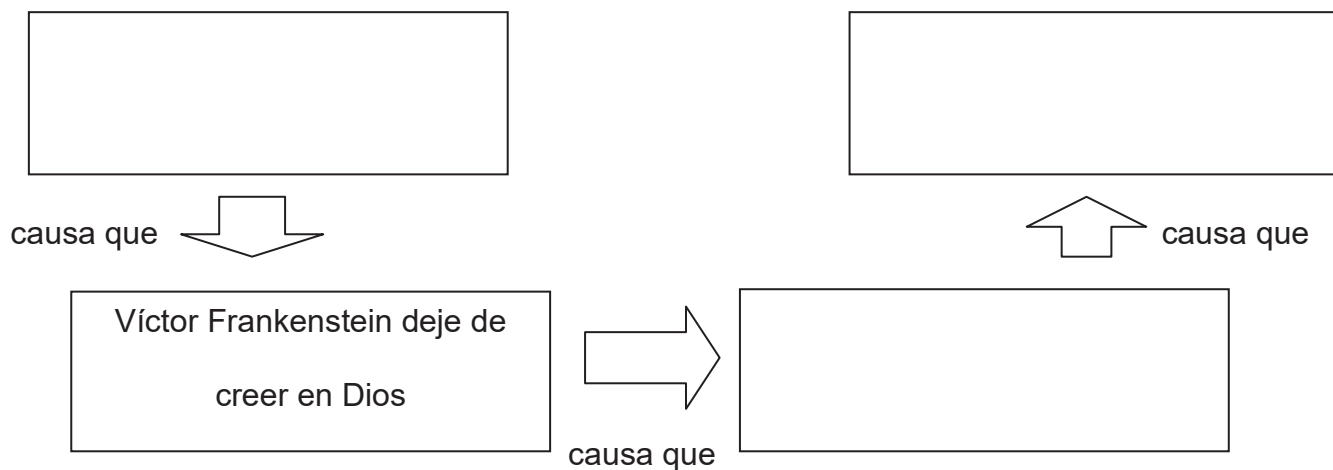 causa que
causa que
Víctor Frankenstein deje de
creer en Dios
causa que